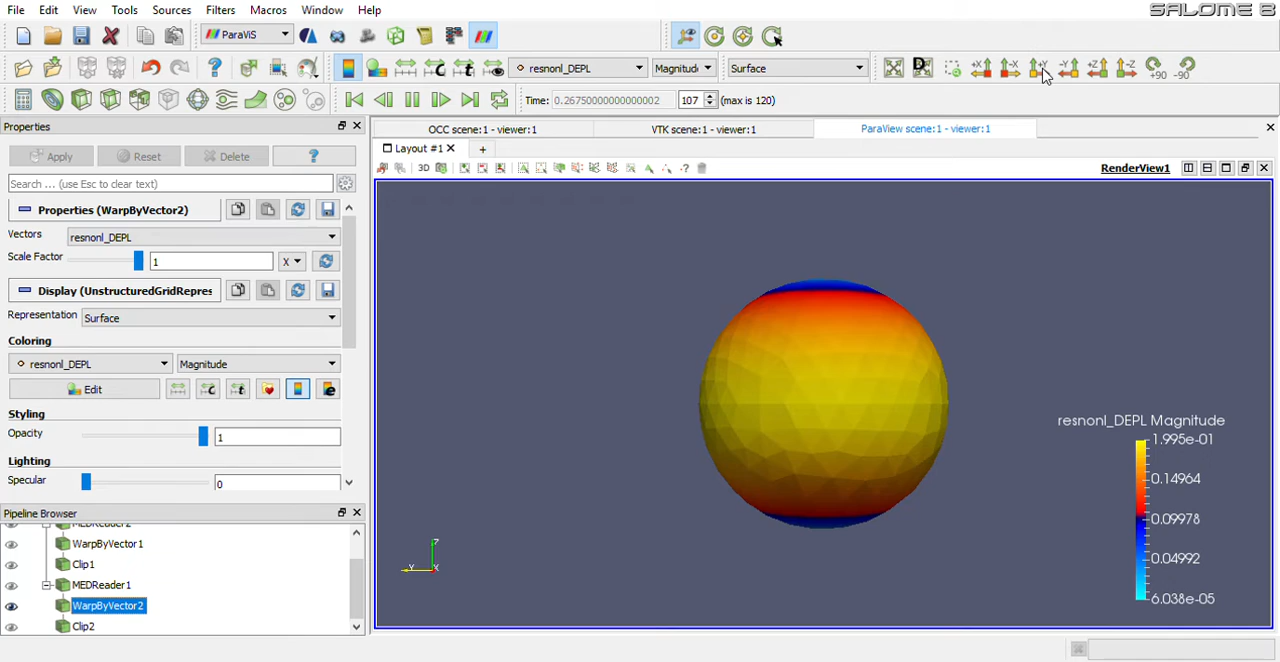 File Edit View Tools Sources Filters Macros Window Help
SALOME 8
ParaViS
resnonl_DEPL Magnitud Surface +X -X +Y -Y +Z -Z +90 -90
Time: 0.26750000000000002 107 (max is 120)
Properties
OCC scene:1 - viewer:1 VTK scene:1 - viewer:1 ParaView scene:1 - viewer:1
Layout #1 +
Apply Reset Delete ?
3D RenderView1
Search ... (use Esc to clear text)
Properties (WarpByVector2)
Vectors resnonl_DEPL
Scale Factor 1 X
Display (UnstructuredGridRepres
Representation Surface
Coloring
resnonl_DEPL Magnitude
Edit
Styling
Opacity 1
Lighting
Specular 0
resnonl_DEPL Magnitude
1.995e-01
0.14964
0.09978
0.04992
6.038e-05
Z
Y X
Pipeline Browser
MEDReader2
WarpByVector1
Clip1
MEDReader1
WarpByVector2
Clip2